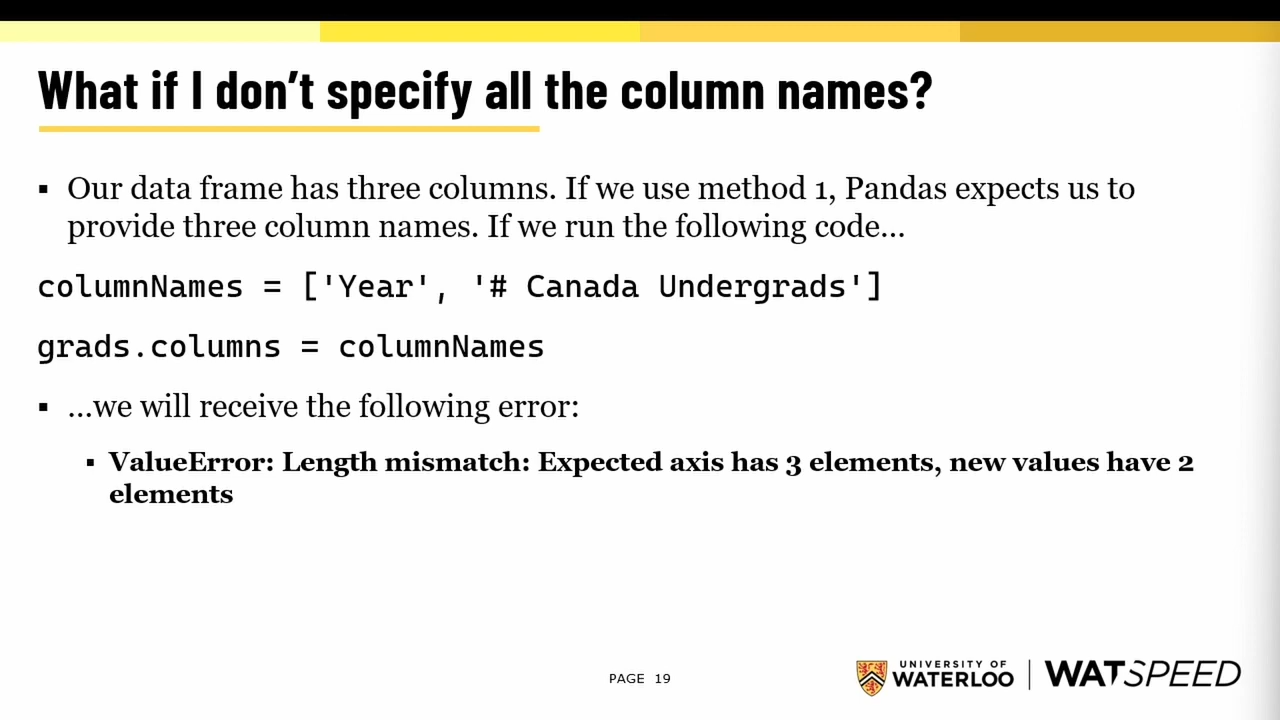 What if I don’t specify all the column names?
▪ Our data frame has three columns. If we use method 1, Pandas expects us to
provide three column names. If we run the following code…
columnNames = ['Year', '# Canada Undergrads']
grads.columns = columnNames
▪ …we will receive the following error:
▪ ValueError: Length mismatch: Expected axis has 3 elements, new values have 2
elements
PAGE 19
UNIVERSITY OF
WATERLOO
WATSPEED